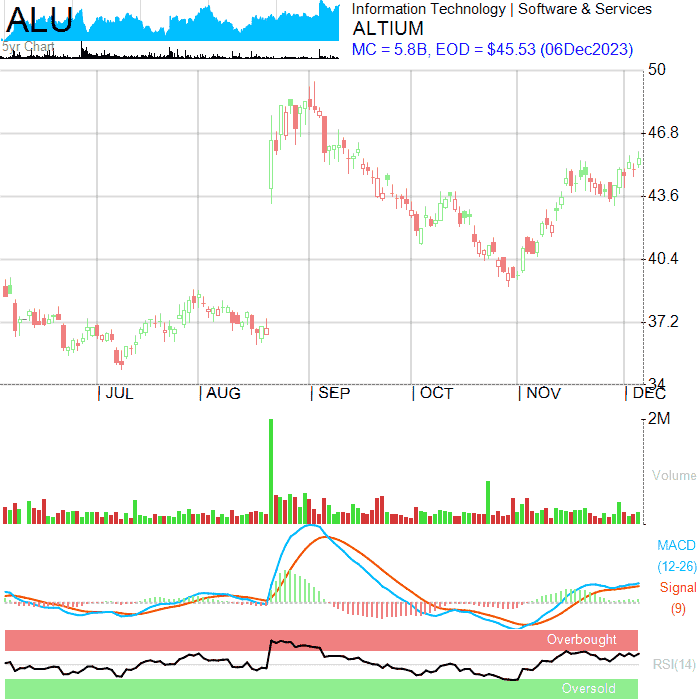 ALU
5yr Chart
Information Technology | Software & Services
ALTIUM
MC = 5.8B, EOD = $45.53 (06Dec2023)
50
46.8
43.6
40.4
37.2
34
JUL AUG SEP OCT NOV DEC
2M
Volume
MACD
(12-26)
Signal
(9)
Overbought
RSI(14)
Oversold